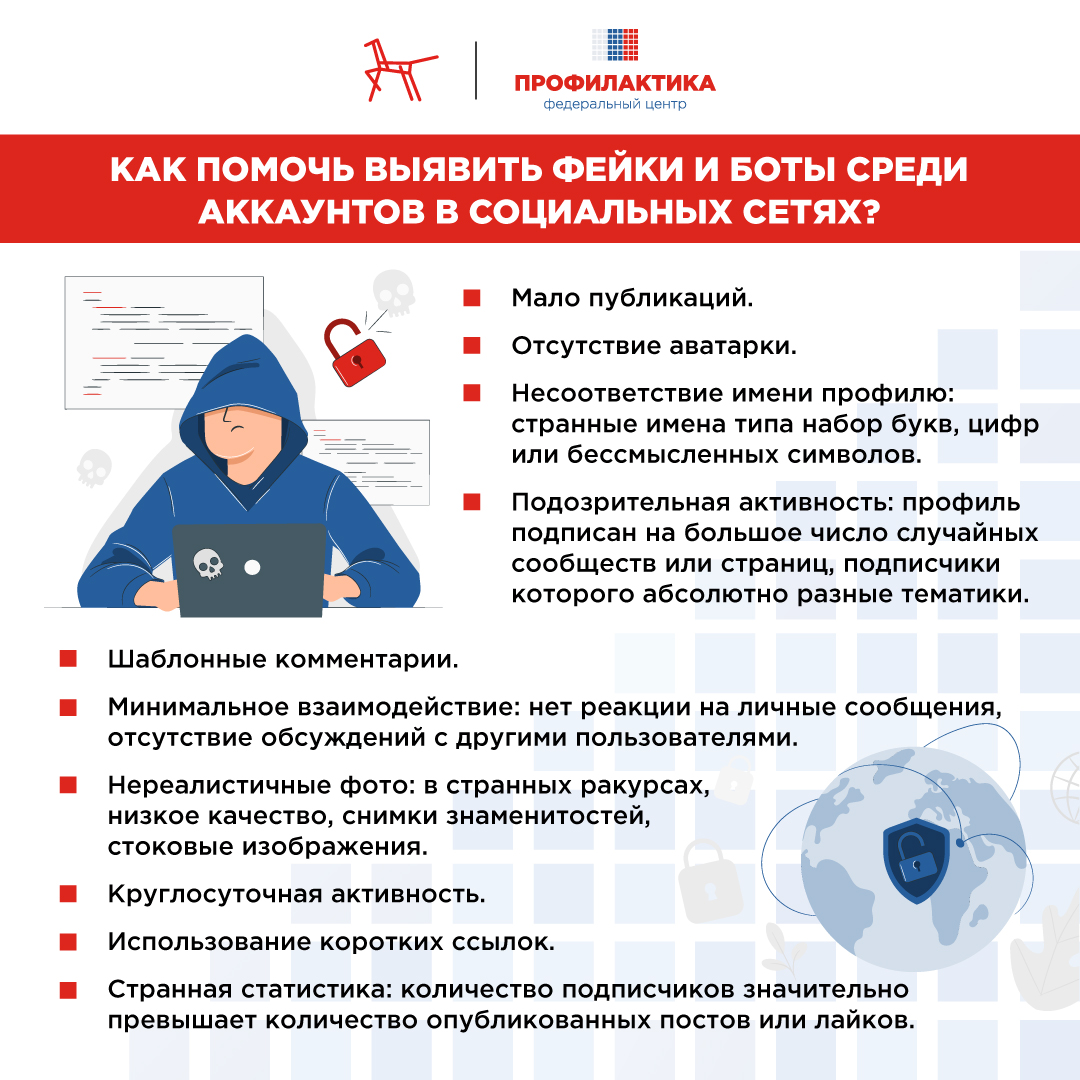 ПРОФИЛАКТИКА
федеральный центр
КАК ПОМОЧЬ ВЫЯВИТЬ ФЕЙКИ И БОТЫ СРЕДИ
АККАУНТОВ В СОЦИАЛЬНЫХ СЕТЯХ?
Мало публикаций.
Отсутствие аватарки.
Несоответствие имени профилю:
странные имена типа набор букв, цифр
или бессмысленных символов.
Подозрительная активность: профиль
подписан на большое число случайных
сообществ или страниц, подписчики
которого абсолютно разные тематики.
Шаблонные комментарии.
Минимальное взаимодействие: нет реакции на личные сообщения,
отсутствие обсуждений с другими пользователями.
Нереалистичные фото: в странных ракурсах,
низкое качество, снимки знаменитостей,
стоковые изображения.
Круглосуточная активность.
Использование коротких ссылок.
Странная статистика: количество подписчиков значительно
превышает количество опубликованных постов или лайков.